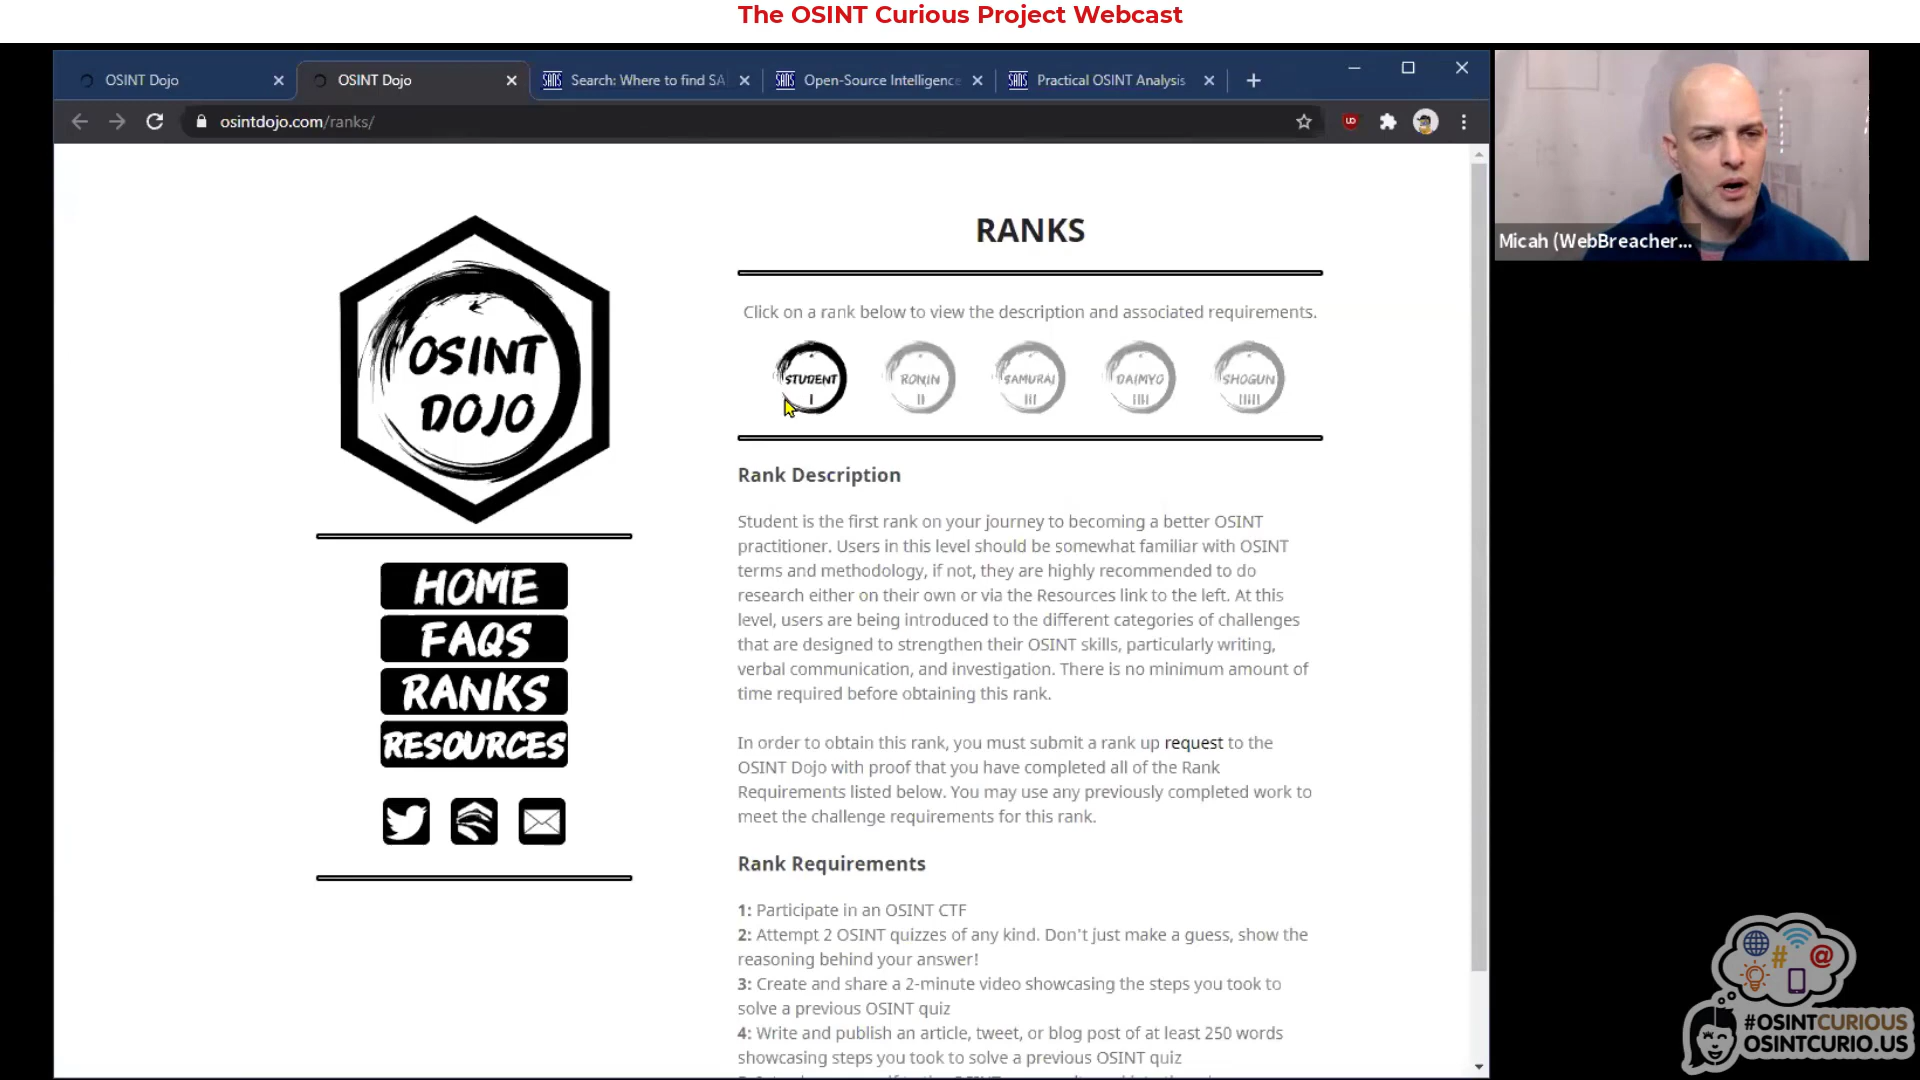 The OSINT Curious Project Webcast
OSINT Dojo
OSINT Dojo
Search: Where to find SA
Open-Source Intelligence
Practical OSINT Analysis
osintdojo.com/ranks/
Micah (WebBreacher...
OSINT
DOJO
HOME
FAQS
RANKS
RESOURCES
RANKS
Click on a rank below to view the description and associated requirements.
STUDENT
I
RONIN
II
SAMURAI
III
DAIMYO
IIII
SHOGUN
IIIII
Rank Description
Student is the first rank on your journey to becoming a better OSINT
practitioner. Users in this level should be somewhat familiar with OSINT
terms and methodology, if not, they are highly recommended to do
research either on their own or via the Resources link to the left. At this
level, users are being introduced to the different categories of challenges
that are designed to strengthen their OSINT skills, particularly writing,
verbal communication, and investigation. There is no minimum amount of
time required before obtaining this rank.
In order to obtain this rank, you must submit a rank up request to the
OSINT Dojo with proof that you have completed all of the Rank
Requirements listed below. You may use any previously completed work to
meet the challenge requirements for this rank.
Rank Requirements
1: Participate in an OSINT CTF
2: Attempt 2 OSINT quizzes of any kind. Don't just make a guess, show the
reasoning behind your answer!
3: Create and share a 2-minute video showcasing the steps you took to
solve a previous OSINT quiz
4: Write and publish an article, tweet, or blog post of at least 250 words
showcasing steps you took to solve a previous OSINT quiz
#OSINTCURIOUS
OSINTCURIO.US